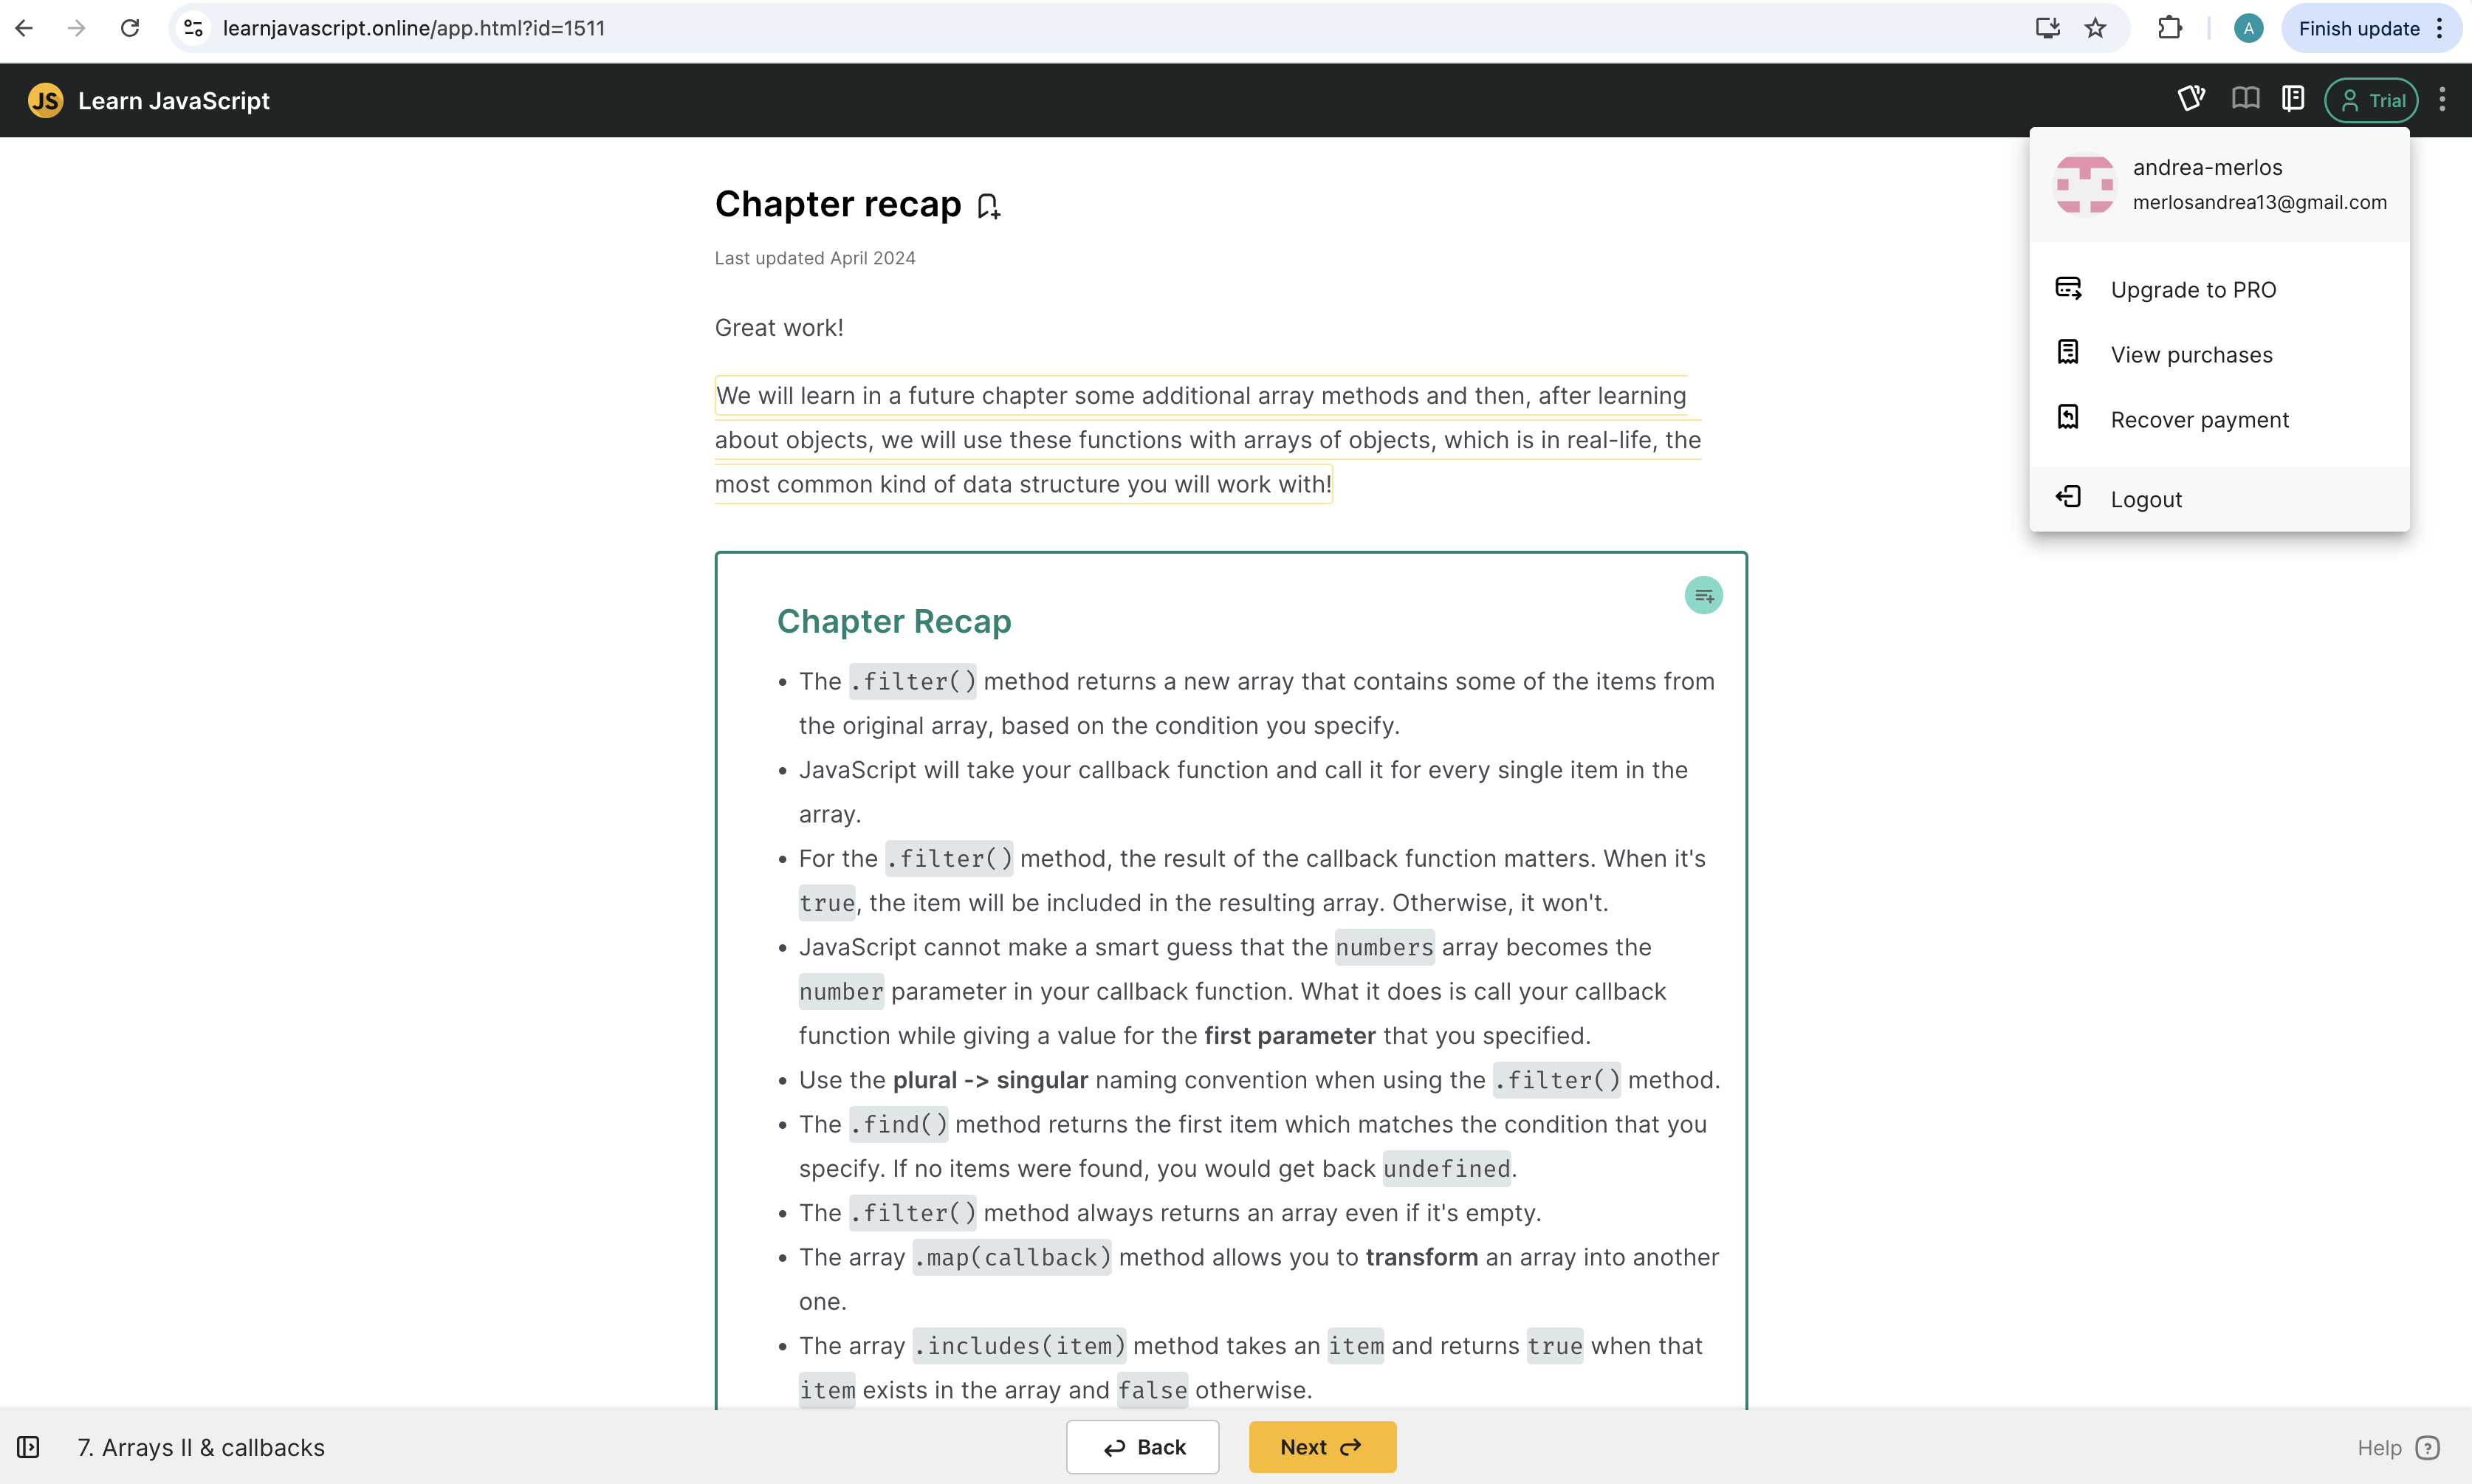 learnjavascript.online/app.html?id=1511
A
Finish update
JS
Learn JavaScript
Trial
andrea-merlos
merlosandrea13@gmail.com
Upgrade to PRO
View purchases
Recover payment
Logout
Chapter recap
Last updated April 2024
Great work!
We will learn in a future chapter some additional array methods and then, after learning
about objects, we will use these functions with arrays of objects, which is in real-life, the
most common kind of data structure you will work with!
Chapter Recap
• The .filter() method returns a new array that contains some of the items from
the original array, based on the condition you specify.
• JavaScript will take your callback function and call it for every single item in the
array.
• For the .filter() method, the result of the callback function matters. When it's
true, the item will be included in the resulting array. Otherwise, it won't.
• JavaScript cannot make a smart guess that the numbers array becomes the
number parameter in your callback function. What it does is call your callback
function while giving a value for the first parameter that you specified.
• Use the plural -> singular naming convention when using the .filter() method.
• The .find() method returns the first item which matches the condition that you
specify. If no items were found, you would get back undefined.
• The .filter() method always returns an array even if it's empty.
• The array .map(callback) method allows you to transform an array into another
one.
• The array .includes(item) method takes an item and returns true when that
item exists in the array and false otherwise.
7. Arrays II & callbacks
Back
Next
Help ?